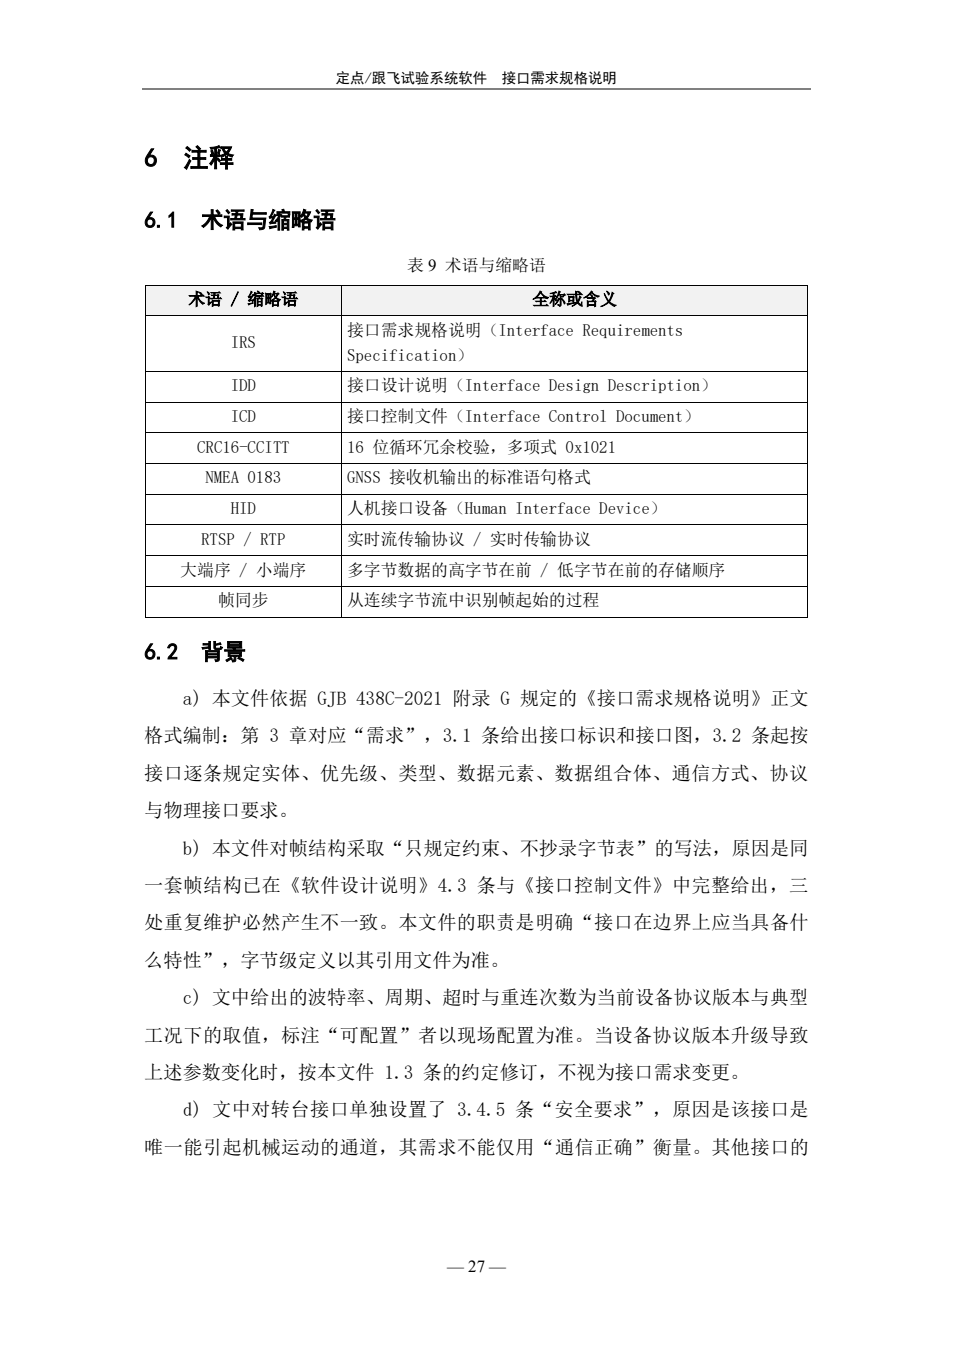 定点/跟飞试验系统软件　接口需求规格说明
6　注释
6.1　术语与缩略语
表 9 术语与缩略语
术语 / 缩略语　全称或含义
IRS　接口需求规格说明（Interface Requirements
Specification）
IDD　接口设计说明（Interface Design Description）
ICD　接口控制文件（Interface Control Document）
CRC16-CCITT　16 位循环冗余校验，多项式 0x1021
NMEA 0183　GNSS 接收机输出的标准语句格式
HID　人机接口设备（Human Interface Device）
RTSP / RTP　实时流传输协议 / 实时传输协议
大端序 / 小端序　多字节数据的高字节在前 / 低字节在前的存储顺序
帧同步　从连续字节流中识别帧起始的过程
6.2　背景
a) 本文件依据 GJB 438C-2021 附录 G 规定的《接口需求规格说明》正文
格式编制：第 3 章对应“需求”，3.1 条给出接口标识和接口图，3.2 条起按
接口逐条规定实体、优先级、类型、数据元素、数据组合体、通信方式、协议
与物理接口要求。
b) 本文件对帧结构采取“只规定约束、不抄录字节表”的写法，原因是同
一套帧结构已在《软件设计说明》4.3 条与《接口控制文件》中完整给出，三
处重复维护必然产生不一致。本文件的职责是明确“接口在边界上应当具备什
么特性”，字节级定义以其引用文件为准。
c) 文中给出的波特率、周期、超时与重连次数为当前设备协议版本与典型
工况下的取值，标注“可配置”者以现场配置为准。当设备协议版本升级导致
上述参数变化时，按本文件 1.3 条的约定修订，不视为接口需求变更。
d) 文中对转台接口单独设置了 3.4.5 条“安全要求”，原因是该接口是
唯一能引起机械运动的通道，其需求不能仅用“通信正确”衡量。其他接口的
— 27 —